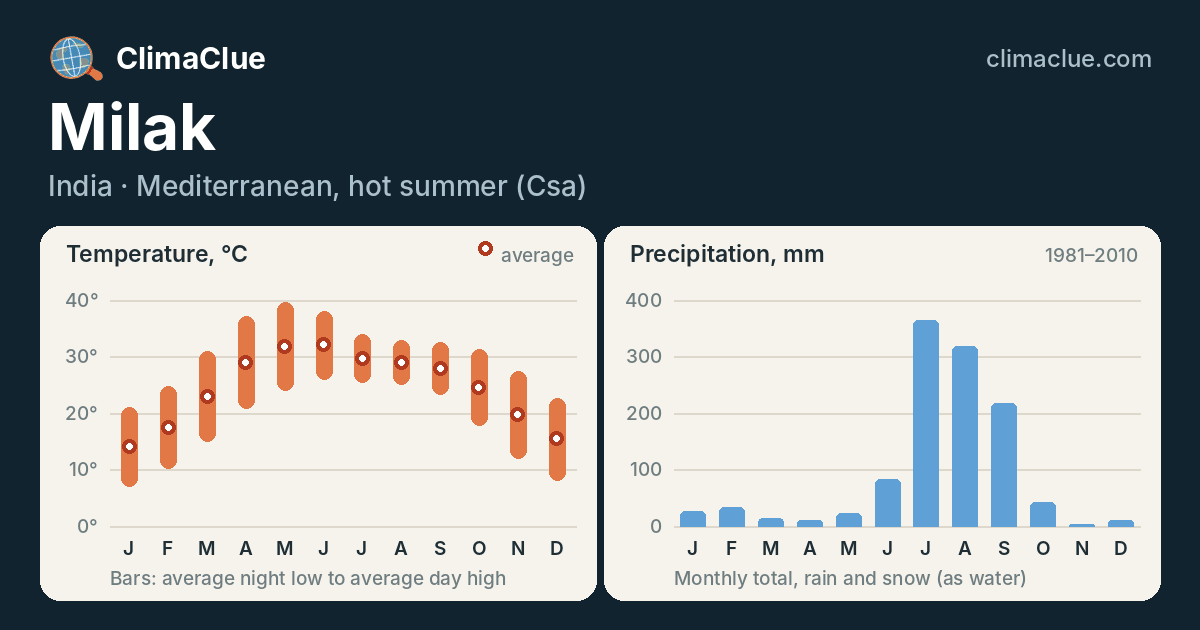 ClimaClue
climaclue.com
Milak
India · Mediterranean, hot summer (Csa)
Temperature, °C
average
40°
30°
20°
10°
0°
J F M A M J J A S O N D
Bars: average night low to average day high
Precipitation, mm
1981–2010
400
300
200
100
0
J F M A M J J A S O N D
Monthly total, rain and snow (as water)